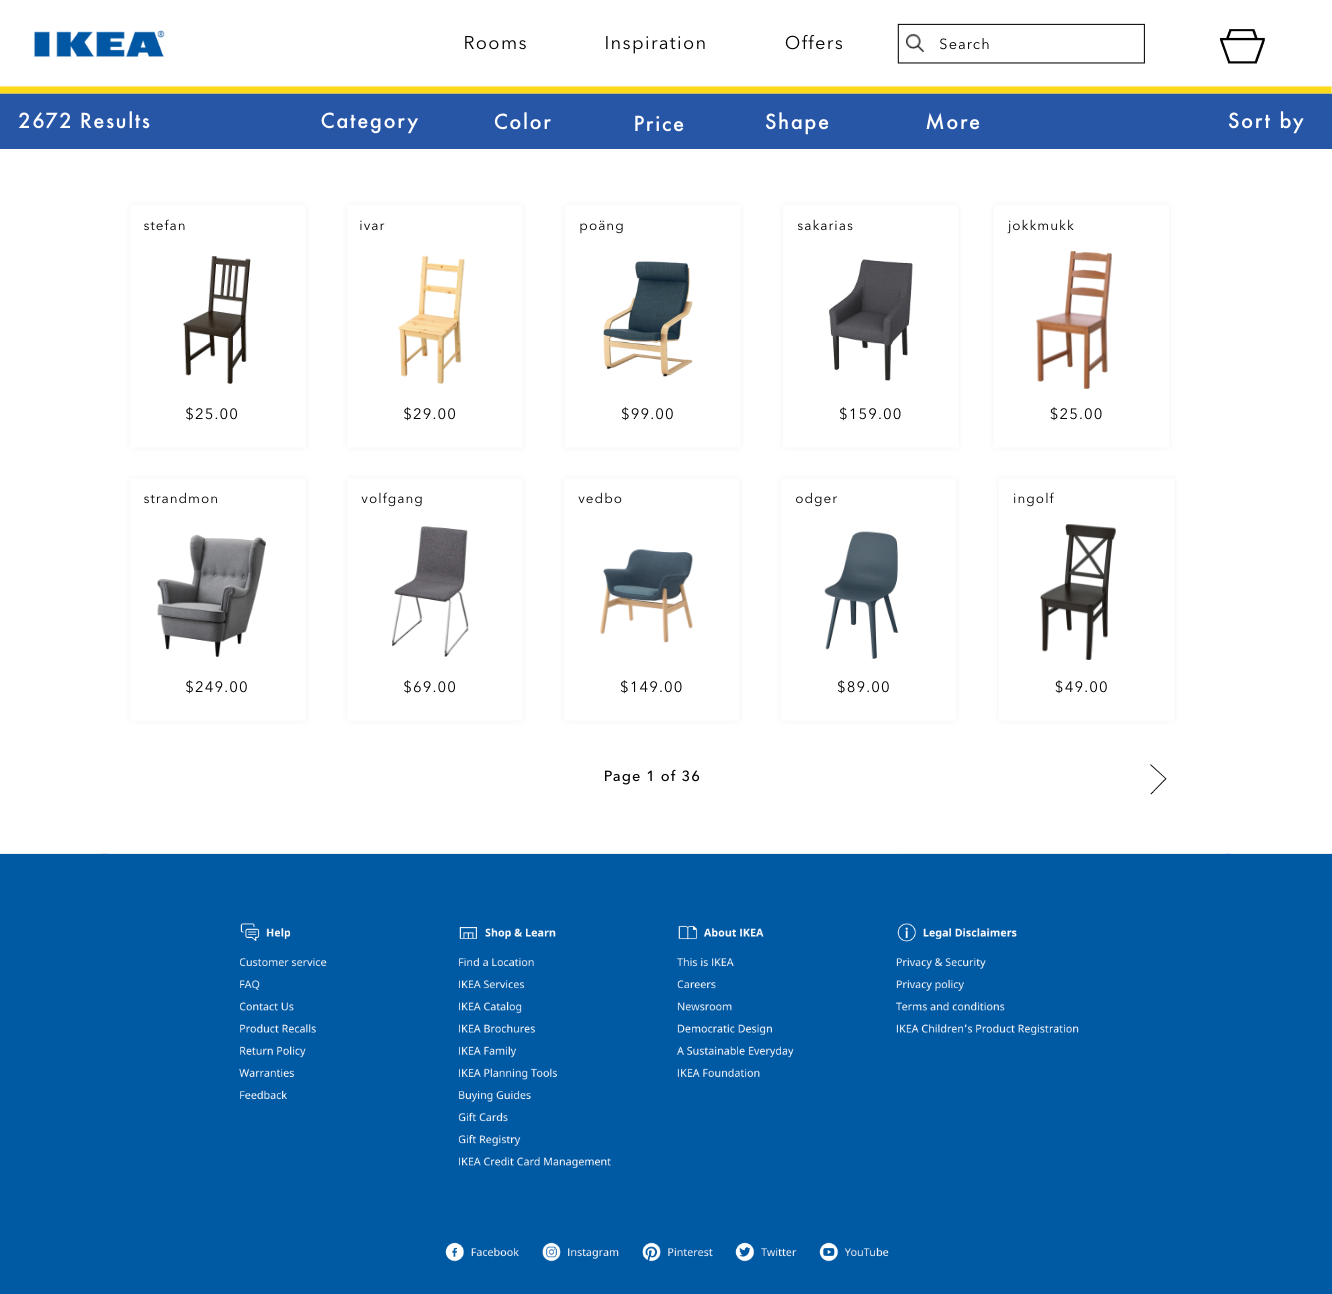 IKEA®
Rooms Inspiration Offers Search
2672 Results Category Color Price Shape More Sort by
stefan ivar poäng sakarias jokkmukk
$25.00 $29.00 $99.00 $159.00 $25.00
strandmon volfgang vedbo odger ingolf
$249.00 $69.00 $149.00 $89.00 $49.00
Page 1 of 36
Help
Customer service
FAQ
Contact Us
Product Recalls
Return Policy
Warranties
Feedback
Shop & Learn
Find a Location
IKEA Services
IKEA Catalog
IKEA Brochures
IKEA Family
IKEA Planning Tools
Buying Guides
Gift Cards
Gift Registry
IKEA Credit Card Management
About IKEA
This is IKEA
Careers
Newsroom
Democratic Design
A Sustainable Everyday
IKEA Foundation
Legal Disclaimers
Privacy & Security
Privacy policy
Terms and conditions
IKEA Children's Product Registration
Facebook Instagram Pinterest Twitter YouTube